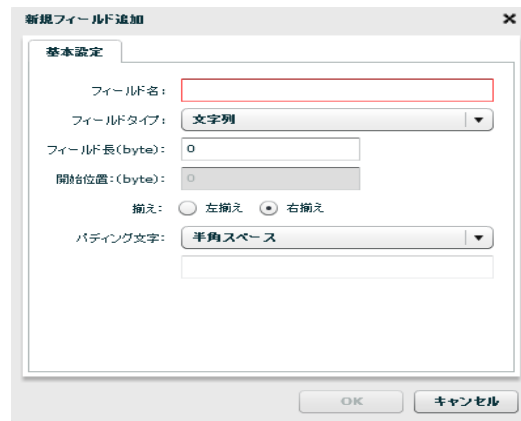 新規フィールド追加
基本設定
フィールド名:
フィールドタイプ: 文字列
フィールド長(byte): 0
開始位置:(byte): 0
揃え: 左揃え 右揃え
パディング文字: 半角スペース
OK キャンセル